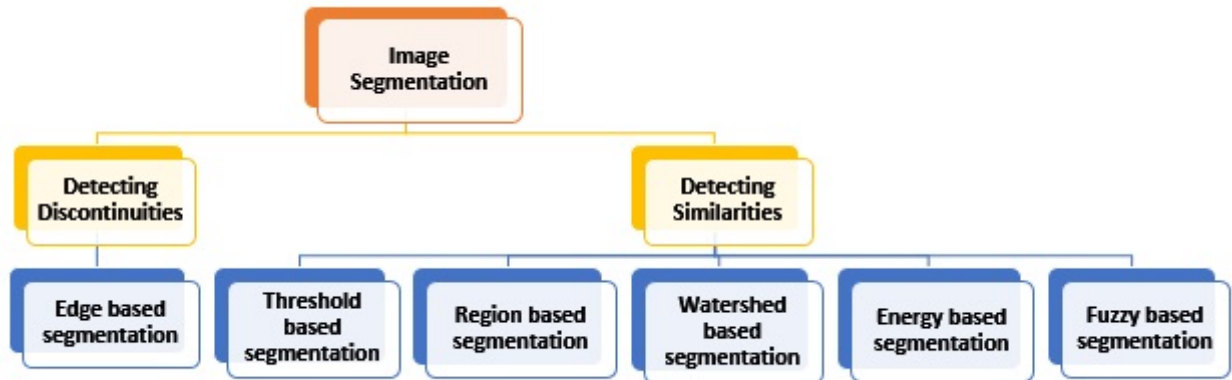 Image
Segmentation
Detecting
Discontinuities
Detecting
Similarities
Edge based
segmentation
Threshold
based
segmentation
Region based
segmentation
Watershed
based
segmentation
Energy based
segmentation
Fuzzy based
segmentation